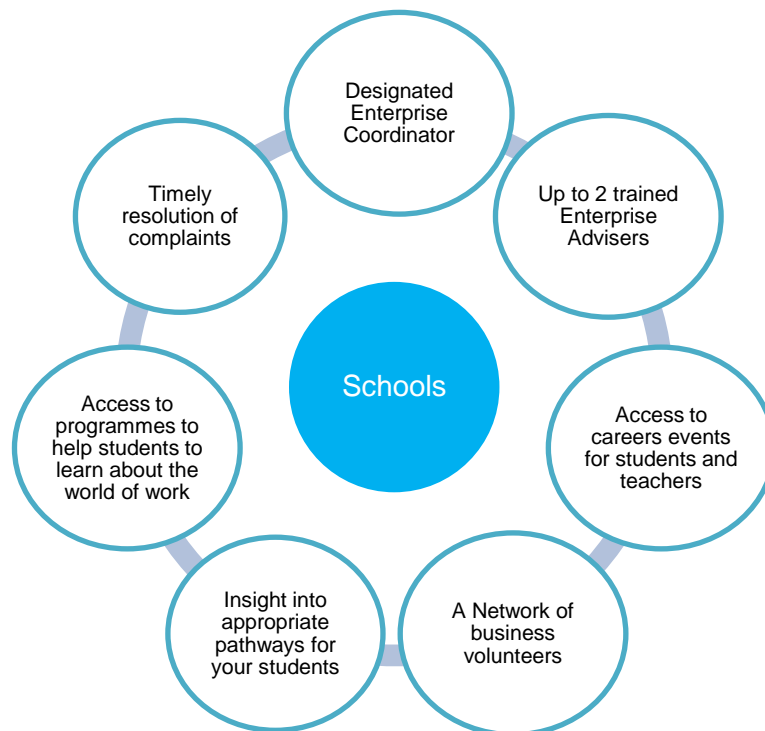 Designated
Enterprise
Coordinator
Up to 2 trained
Enterprise
Advisers
Access to
careers events
for students and
teachers
A Network of
business
volunteers
Insight into
appropriate
pathways for
your students
Access to
programmes to
help students to
learn about the
world of work
Timely
resolution of
complaints
Schools